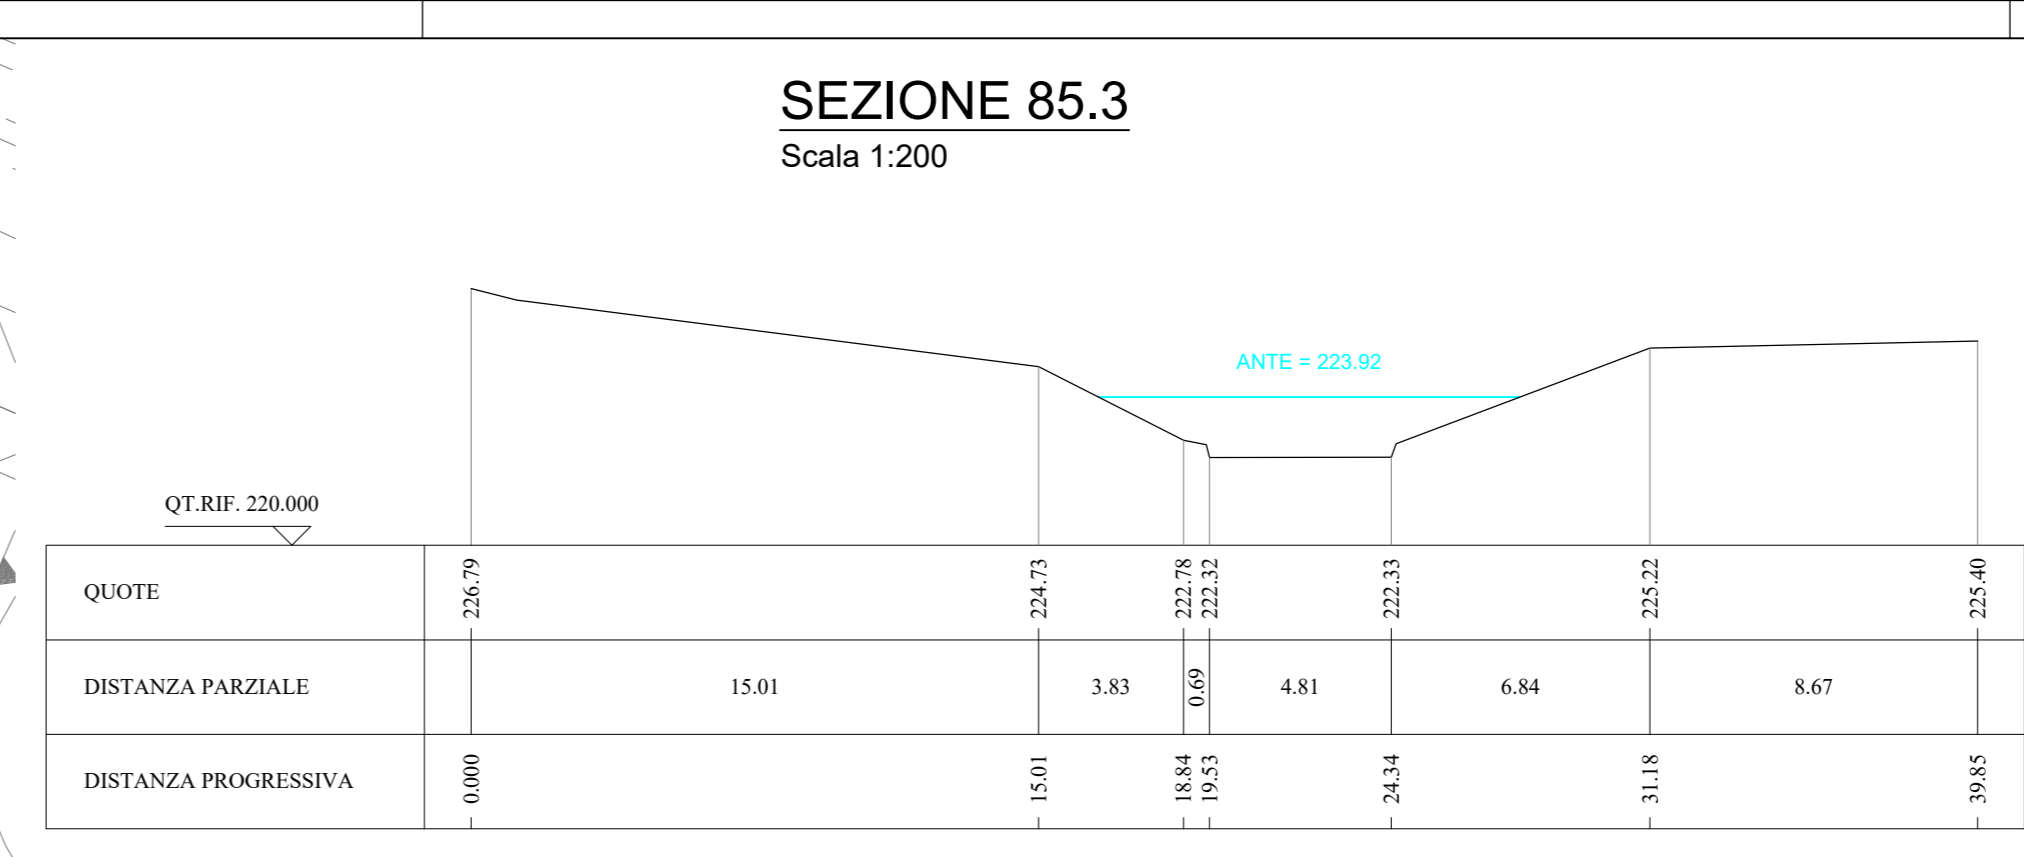 SEZIONE 85.3
Scala 1:200
ANTE = 223.92
QT.RIF. 220.000
QUOTE 226.79 224.73 222.78 222.32 222.33 225.22 225.40
DISTANZA PARZIALE 15.01 3.83 0.69 4.81 6.84 8.67
DISTANZA PROGRESSIVA 0.000 15.01 18.84 19.53 24.34 31.18 39.85